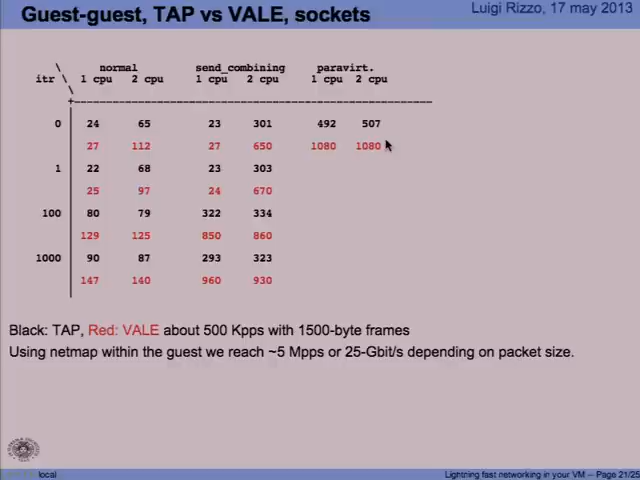 Guest-guest, TAP vs VALE, sockets
Luigi Rizzo, 17 may 2013
normal send_combining paravirt.
itr 1 cpu 2 cpu 1 cpu 2 cpu 1 cpu 2 cpu
0 24 65 23 301 492 507
27 112 27 650 1080 1080
1 22 68 23 303
25 97 24 670
100 80 79 322 334
129 125 850 860
1000 90 87 293 323
147 140 960 930
Black: TAP, Red: VALE about 500 Kpps with 1500-byte frames
Using netmap within the guest we reach ~5 Mpps or 25-Gbit/s depending on packet size.
local
Lightning fast networking in your VM -- Page 21/25